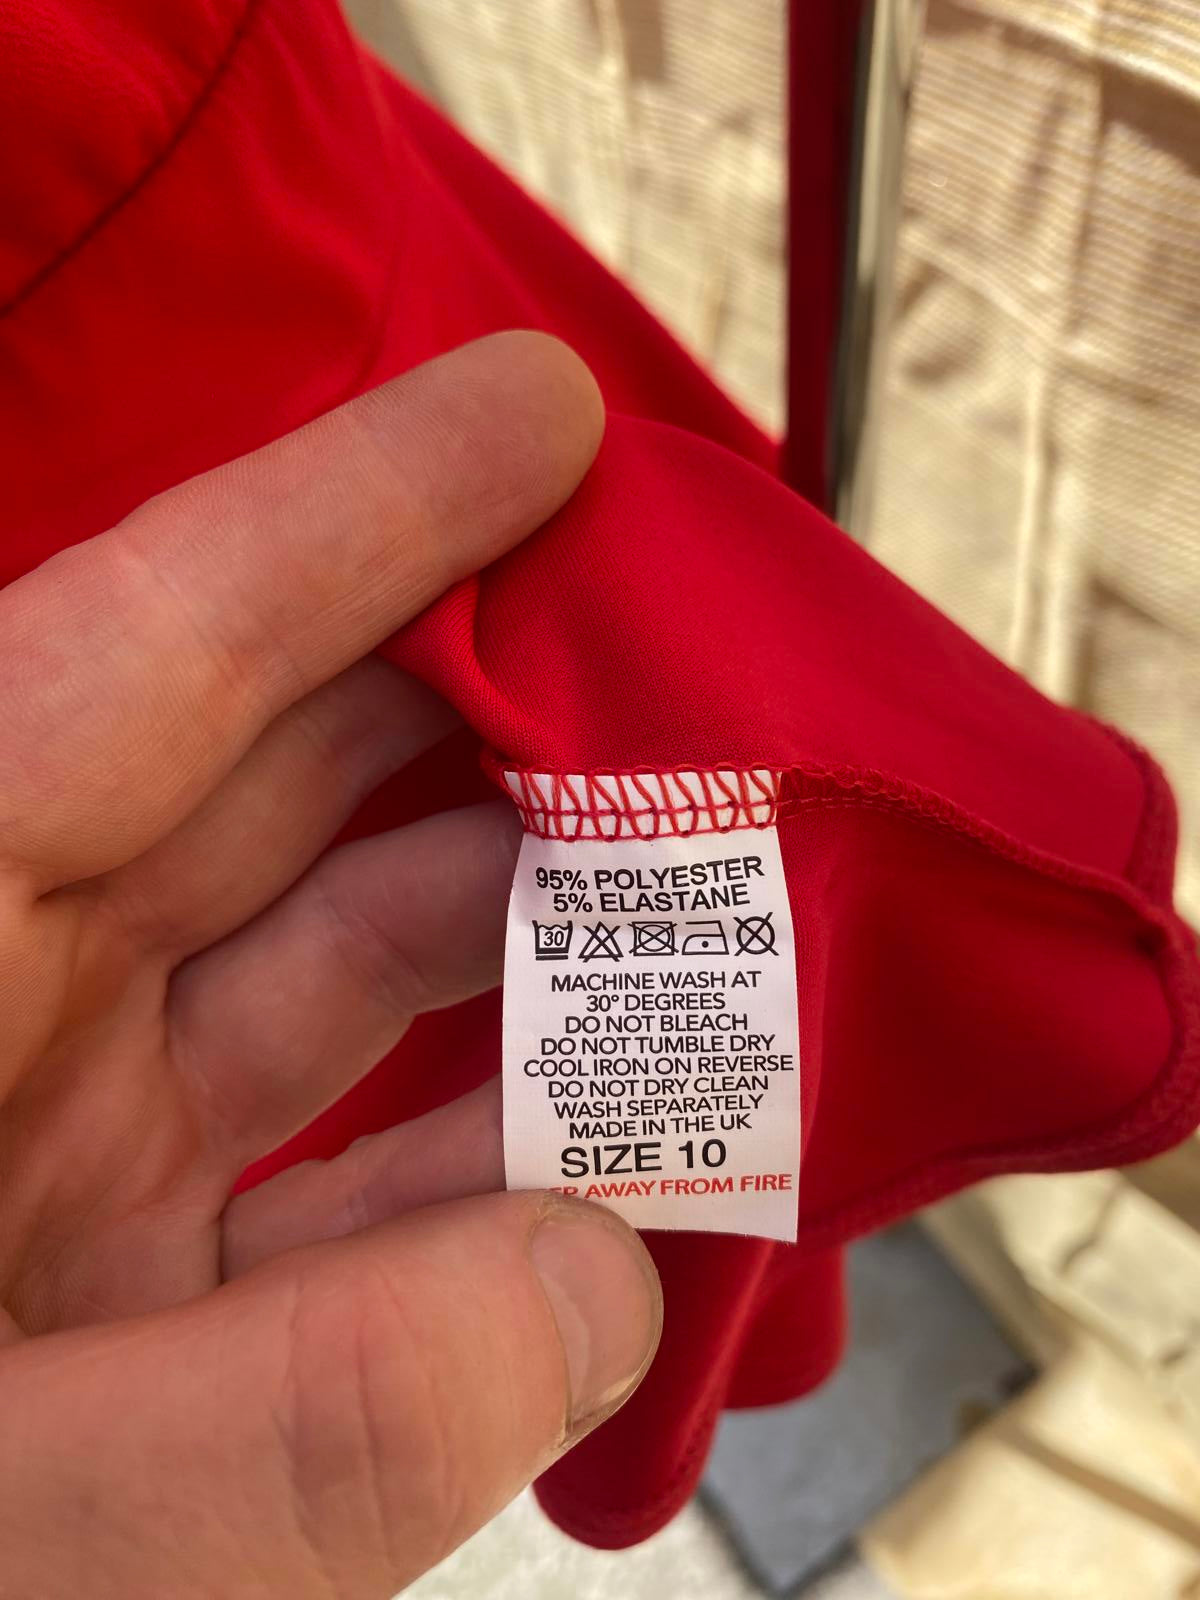 95% POLYESTER
5% ELASTANE
30
MACHINE WASH AT
30° DEGREES
DO NOT BLEACH
DO NOT TUMBLE DRY
COOL IRON ON REVERSE
DO NOT DRY CLEAN
WASH SEPARATELY
MADE IN THE UK
SIZE 10
AWAY FROM FIRE